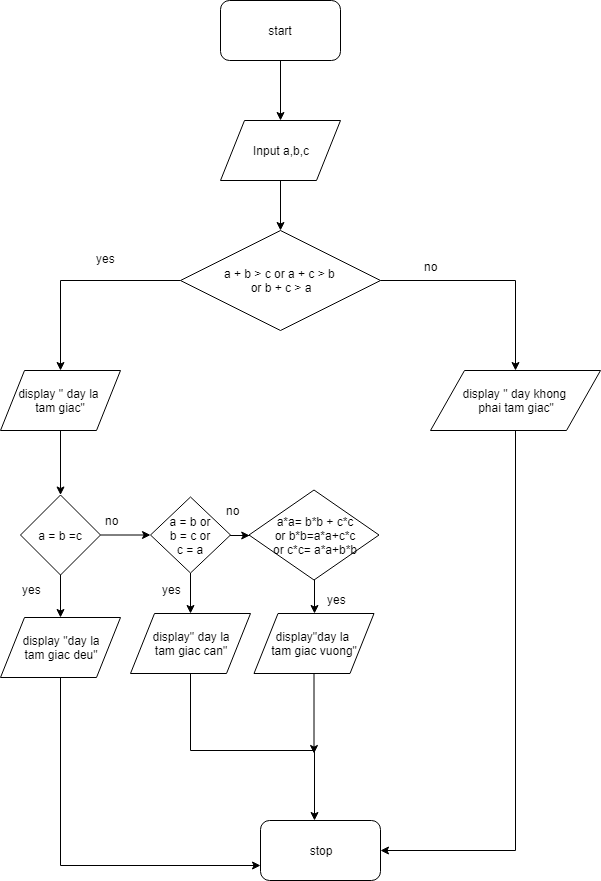 start
Input a,b,c
yes
a + b > c or a + c > b
or b + c > a
no
display " day la
tam giac"
display " day khong
phai tam giac"
a = b =c
no
a = b or
b = c or
c = a
no
a*a= b*b + c*c
or b*b=a*a+c*c
or c*c= a*a+b*b
yes
yes
yes
display "day la
tam giac deu"
display" day la
tam giac can"
display"day la
tam giac vuong"
stop